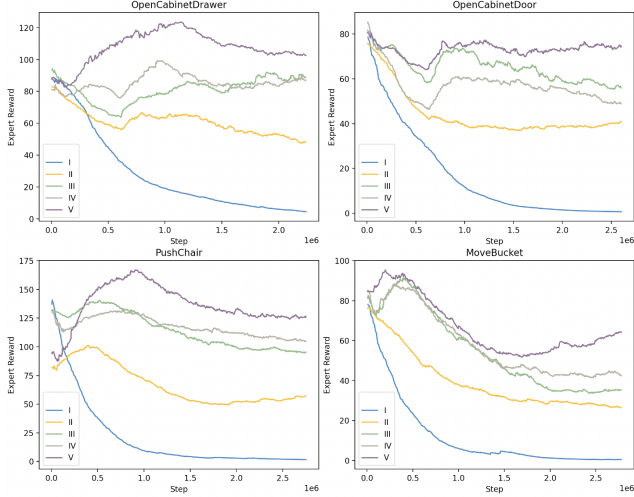 OpenCabinetDrawer
Expert Reward
120
100
80
60
40
20
0
I
II
III
IV
V
0.0 0.5 1.0 1.5 2.0
Step
1e6
OpenCabinetDoor
Expert Reward
80
60
40
20
0
I
II
III
IV
V
0.0 0.5 1.0 1.5 2.0 2.5
Step
1e6
PushChair
Expert Reward
175
150
125
100
75
50
25
0
I
II
III
IV
V
0.0 0.5 1.0 1.5 2.0 2.5
Step
1e6
MoveBucket
Expert Reward
100
80
60
40
20
0
I
II
III
IV
V
0.0 0.5 1.0 1.5 2.0 2.5
Step
1e6